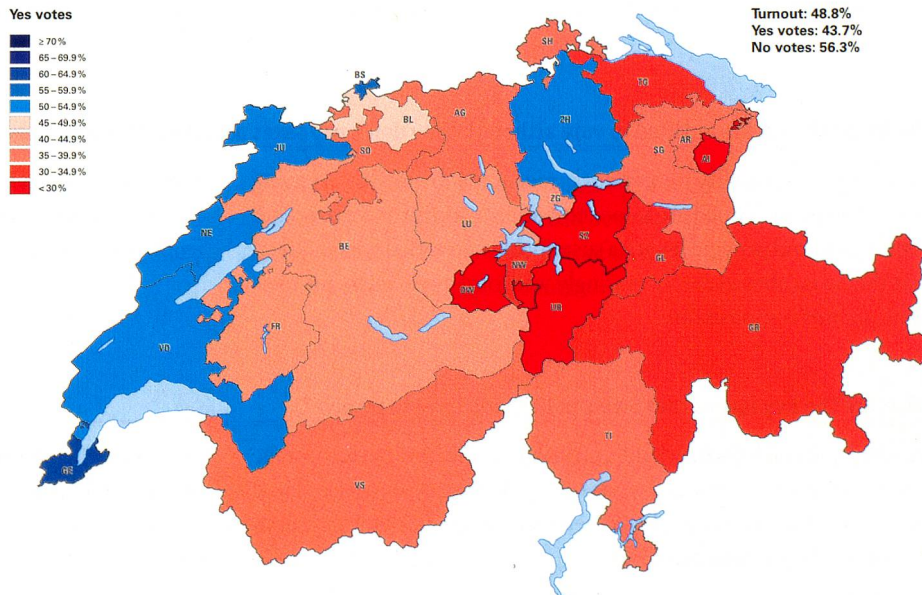 Yes votes
≥ 70%
65 – 69.9%
60 – 64.9%
55 – 59.9%
50 – 54.9%
45 – 49.9%
40 – 44.9%
35 – 39.9%
30 – 34.9%
< 30%
Turnout: 48.8%
Yes votes: 43.7%
No votes: 56.3%
SH
BS
TG
BL
AG
ZH
JU
SO
AR
SG
AI
ZG
NE
LU
SZ
BE
GL
NW
OW
UR
FR
GR
VD
TI
GE
VS